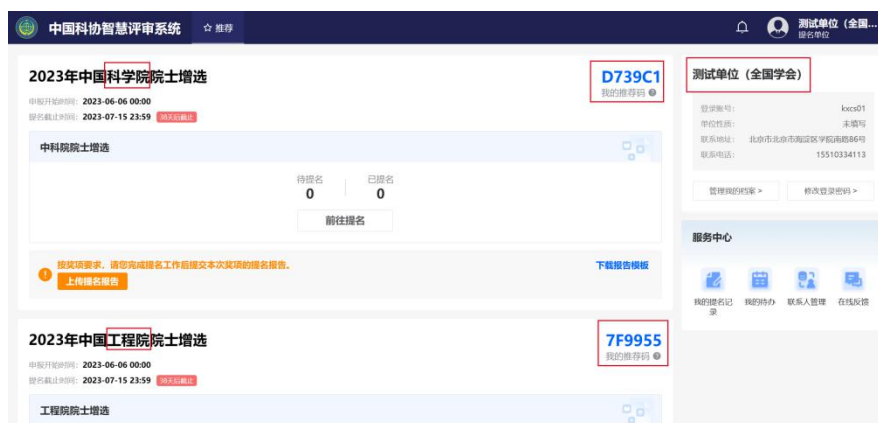 中国科协智慧评审系统
推荐
测试单位（全国...
提名单位
2023年中国科学院院士增选
D739C1
我的推荐码
申报开始时间：2023-06-06 00:00
提名截止时间：2023-07-15 23:59
中科院院士增选
待提名
0
已提名
0
前往提名
按奖项要求，请您完成提名工作后提交本次奖项的提名报告。
下载报告模板
上传提名报告
2023年中国工程院院士增选
7F9955
我的推荐码
申报开始时间：2023-06-06 00:00
提名截止时间：2023-07-15 23:59
工程院院士增选
测试单位（全国学会）
登录账号：
kxcs01
单位性质：
未填写
联系地址：
北京市北京市海淀区学院南路86号
联系电话：
15510334113
管理我的档案 >
修改登录密码 >
服务中心
我的提名记录
我的待办
联系人管理
在线反馈